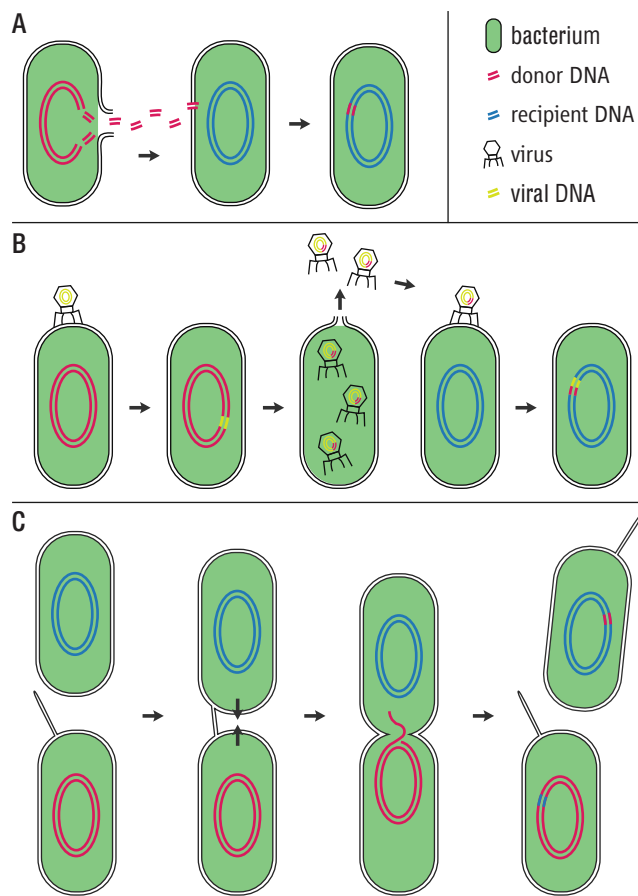 A
bacterium
donor DNA
recipient DNA
virus
viral DNA
B
C